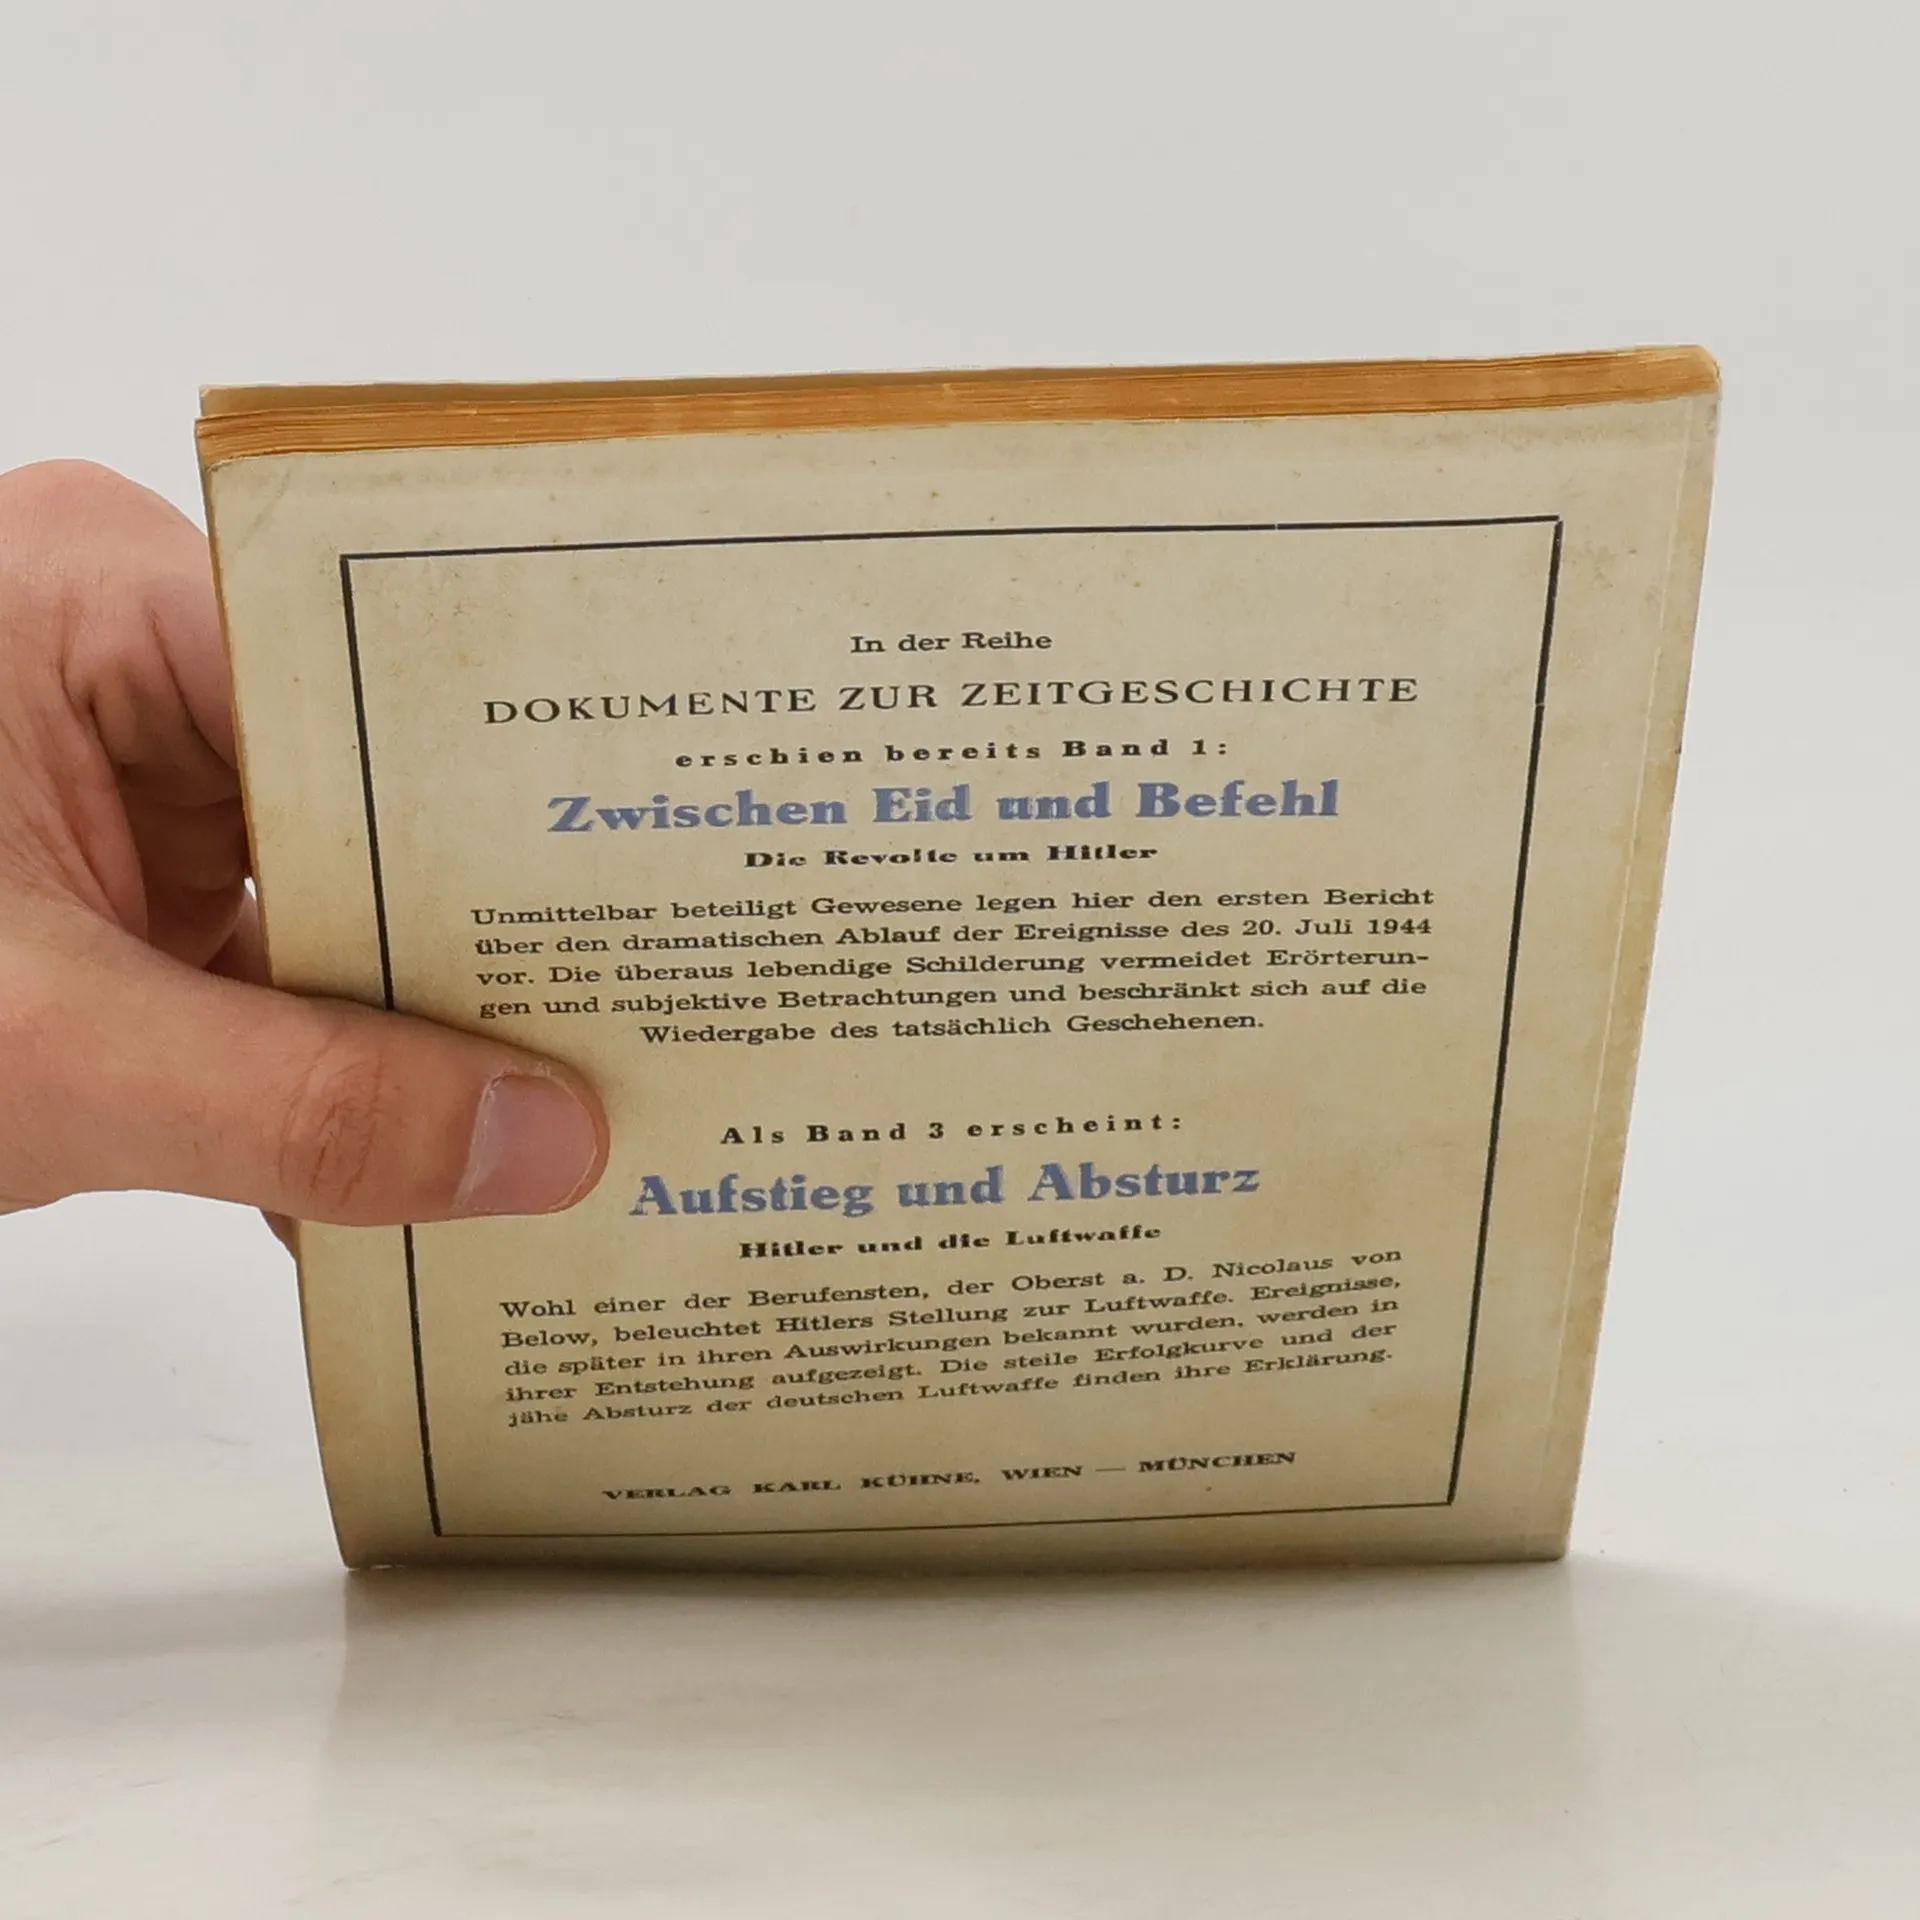 In der Reihe
DOKUMENTE ZUR ZEITGESCHICHTE
erschien bereits Band 1:
Zwischen Eid und Befehl
Die Revolte um Hitler
Unmittelbar beteiligt Gewesene legen hier den ersten Bericht
über den dramatischen Ablauf der Ereignisse des 20. Juli 1944
vor. Die überaus lebendige Schilderung vermeidet Erörterun-
gen und subjektive Betrachtungen und beschränkt sich auf die
Wiedergabe des tatsächlich Geschehenen.
Als Band 3 erscheint:
Aufstieg und Absturz
Hitler und die Luftwaffe
Wohl einer der Berufensten, der Oberst a. D. Nicolaus von
Below, beleuchtet Hitlers Stellung zur Luftwaffe. Ereignisse,
die später in ihren Auswirkungen bekannt wurden, werden in
ihrer Entstehung aufgezeigt. Die steile Erfolgkurve und der
jähe Absturz der deutschen Luftwaffe finden ihre Erklärung.
VERLAG KARL KÜHNE, WIEN — MÜNCHEN